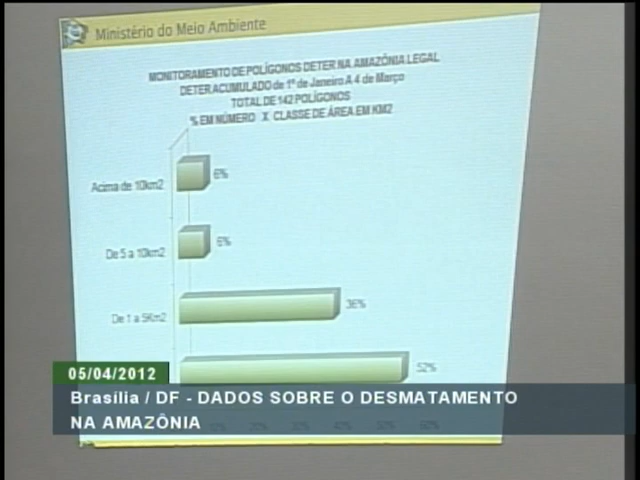 Ministério do Meio Ambiente
MONITORAMENTO DE POLÍGONOS DETER NA AMAZÔNIA LEGAL
DETER ACUMULADO de 1º de Janeiro A 4 de Março
TOTAL DE 142 POLÍGONOS
% EM NÚMERO X CLASSE DE ÁREA EM KM2
Acima de 10km2 6%
De 5 a 10km2 6%
De 1 a 5Km2 36%
52%
05/04/2012
Brasília / DF - DADOS SOBRE O DESMATAMENTO
NA AMAZÔNIA